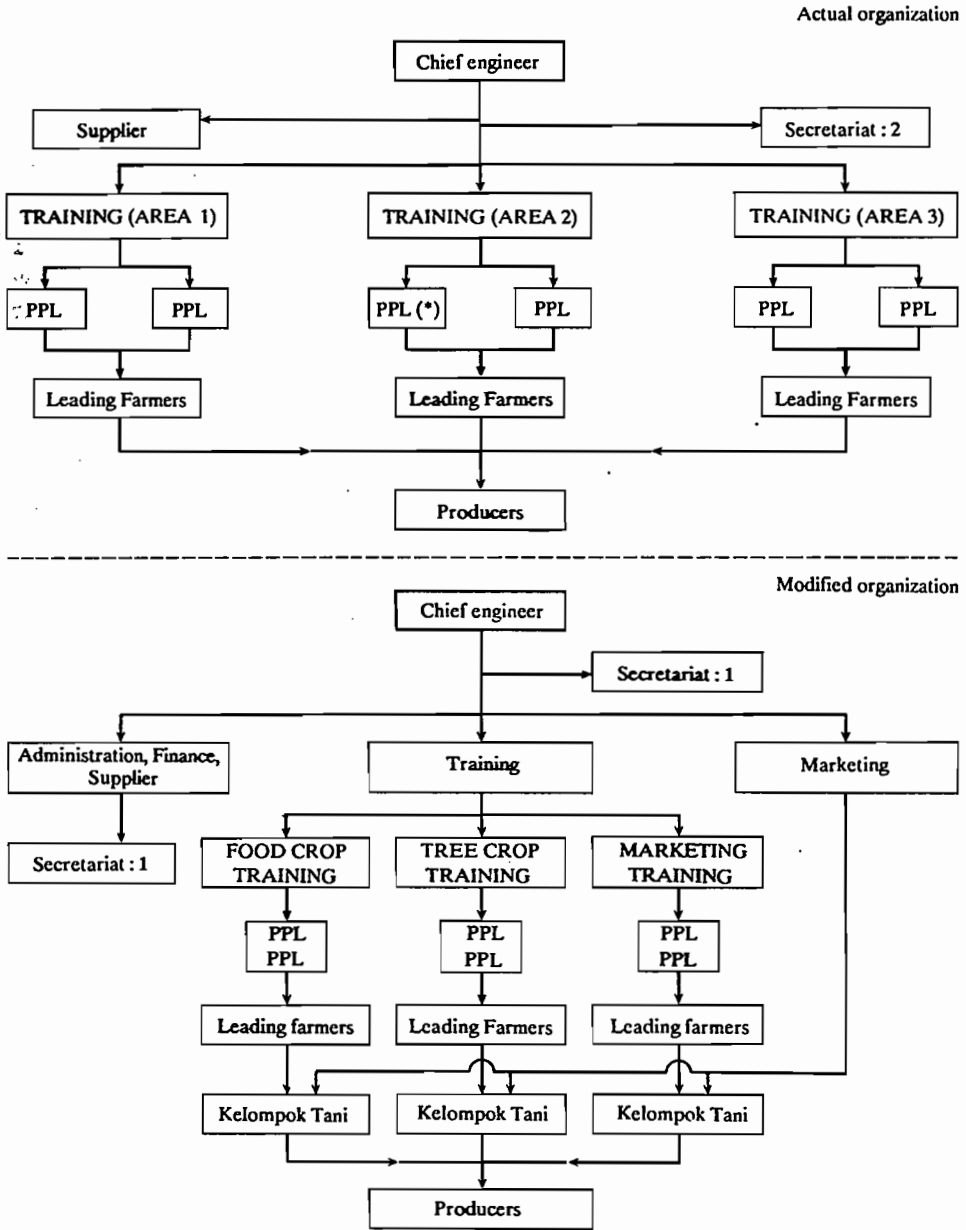 Actual organization
Chief engineer
Supplier
Secretariat : 2
TRAINING (AREA 1)
TRAINING (AREA 2)
TRAINING (AREA 3)
PPL
PPL
PPL (*)
PPL
PPL
PPL
Leading Farmers
Leading Farmers
Leading Farmers
Producers
Modified organization
Chief engineer
Secretariat : 1
Administration, Finance,
Supplier
Training
Marketing
Secretariat : 1
FOOD CROP
TRAINING
TREE CROP
TRAINING
MARKETING
TRAINING
PPL
PPL
PPL
PPL
PPL
PPL
Leading farmers
Leading Farmers
Leading farmers
Kelompok Tani
Kelompok Tani
Kelompok Tani
Producers